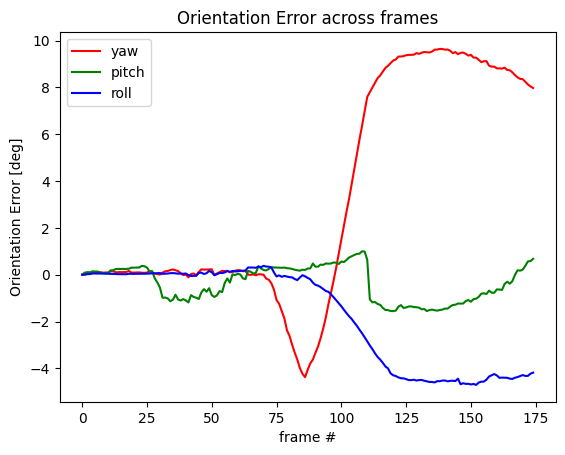 Orientation Error across frames
yaw
pitch
roll
Orientation Error [deg]
10
8
6
4
2
0
−2
−4
0 25 50 75 100 125 150 175
frame #